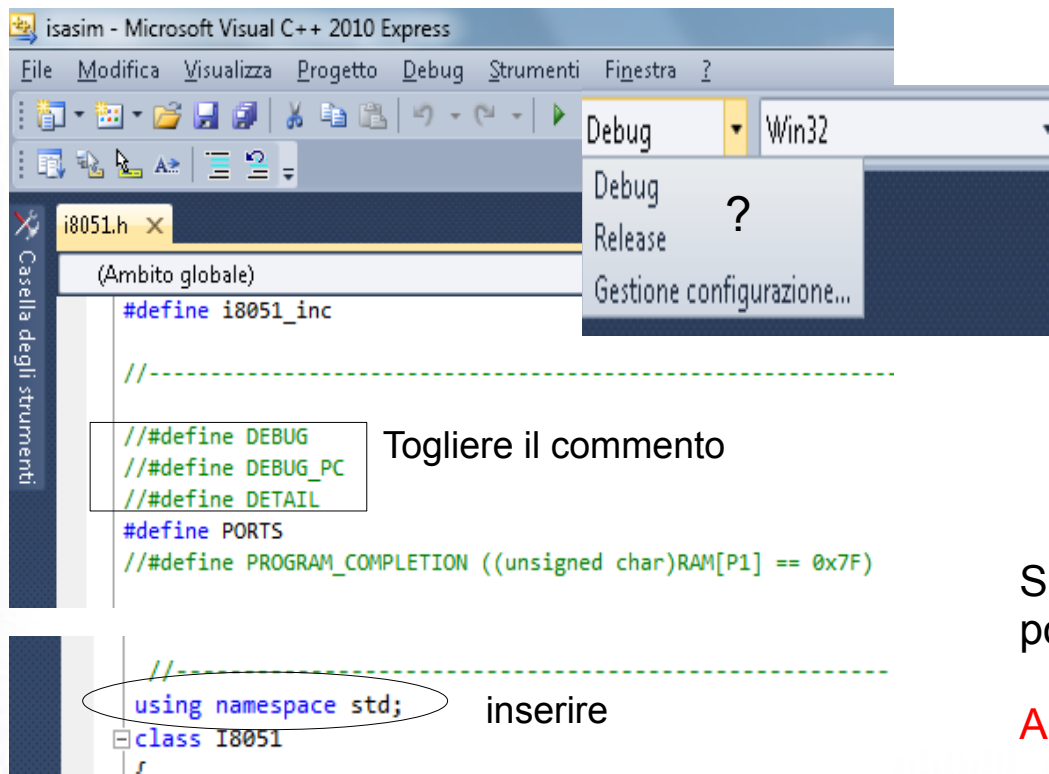 isasim - Microsoft Visual C++ 2010 Express
File Modifica Visualizza Progetto Debug Strumenti Finestra ?
Debug Win32
Debug
Release
Gestione configurazione...
?
i8051.h
(Ambito globale)
Casella degli strumenti
#define i8051_inc
//-------------------------------------------------------------
//#define DEBUG
//#define DEBUG_PC
//#define DETAIL
Togliere il commento
#define PORTS
//#define PROGRAM_COMPLETION ((unsigned char)RAM[P1] == 0x7F)
//----------------------------------------------------------
using namespace std;
inserire
class I8051
{
S
po
A